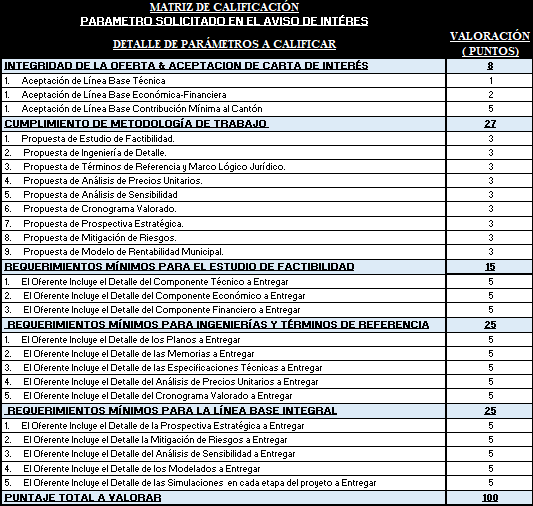 MATRIZ DE CALIFICACIÓN
PARAMETRO SOLICITADO EN EL AVISO DE INTÉRES
DETALLE DE PARÁMETROS A CALIFICAR
VALORACIÓN
( PUNTOS)
INTEGRIDAD DE LA OFERTA & ACEPTACION DE CARTA DE INTERÉS 8
1. Aceptación de Línea Base Técnica 1
1. Aceptación de Línea Base Económica-Financiera 2
1. Aceptación de Línea Base Contribución Mínima al Cantón 5
CUMPLIMIENTO DE METODOLOGÍA DE TRABAJO 27
1. Propuesta de Estudio de Factibilidad. 3
2. Propuesta de Ingeniería de Detalle. 3
3. Propuesta de Términos de Referencia y Marco Lógico Jurídico. 3
4. Propuesta de Análisis de Precios Unitarios. 3
5. Propuesta de Análisis de Sensibilidad 3
6. Propuesta de Cronograma Valorado. 3
7. Propuesta de Prospectiva Estratégica. 3
8. Propuesta de Mitigación de Riesgos. 3
9. Propuesta de Modelo de Rentabilidad Municipal. 3
REQUERIMIENTOS MÍNIMOS PARA EL ESTUDIO DE FACTIBILIDAD 15
1. El Oferente Incluye el Detalle del Componente Técnico a Entregar 5
2. El Oferente Incluye el Detalle del Componente Económico a Entregar 5
3. El Oferente Incluye el Detalle del Componente Financiero a Entregar 5
REQUERIMIENTOS MÍNIMOS PARA INGENIERÍAS Y TÉRMINOS DE REFERENCIA 25
1. El Oferente Incluye el Detalle de los Planos a Entregar 5
2. El Oferente Incluye el Detalle de las Memorias a Entregar 5
3. El Oferente Incluye el Detalle de las Especificaciones Técnicas a Entregar 5
4. El Oferente Incluye el Detalle del Análisis de Precios Unitarios a Entregar 5
5. El Oferente Incluye el Detalle del Cronograma Valorado a Entregar 5
REQUERIMIENTOS MÍNIMOS PARA LA LÍNEA BASE INTEGRAL 25
1. El Oferente Incluye el Detalle de la Prospectiva Estratégica a Entregar 5
2. El Oferente Incluye el Detalle la Mitigación de Riesgos a Entregar 5
3. El Oferente Incluye el Detalle del Análisis de Sensibilidad a Entregar 5
4. El Oferente Incluye el Detalle de los Modelados a Entregar 5
5. El Oferente Incluye el Detalle de las Simulaciones en cada etapa del proyeto a Entregar 5
PUNTAJE TOTAL A VALORAR 100